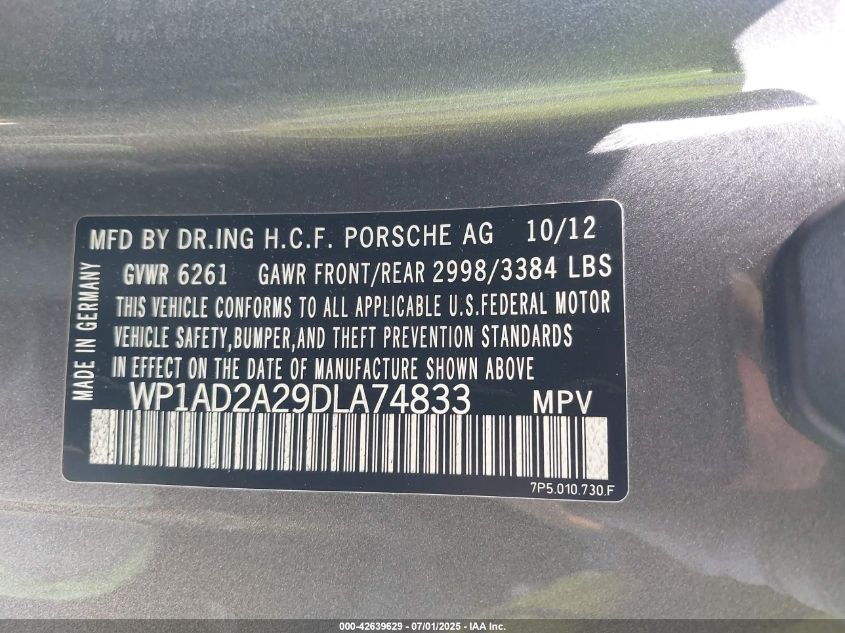 MFD BY DR.ING H.C.F. PORSCHE AG 10/12
GVWR 6261 GAWR FRONT/REAR 2998/3384 LBS
THIS VEHICLE CONFORMS TO ALL APPLICABLE U.S.FEDERAL MOTOR
VEHICLE SAFETY,BUMPER,AND THEFT PREVENTION STANDARDS
IN EFFECT ON THE DATE OF MANUFACTURE SHOWN ABOVE.
WP1AD2A29DLA74833 MPV
7P5.010.730.F
MADE IN GERMANY
000-42639629 - 07/01/2025 - IAA Inc.